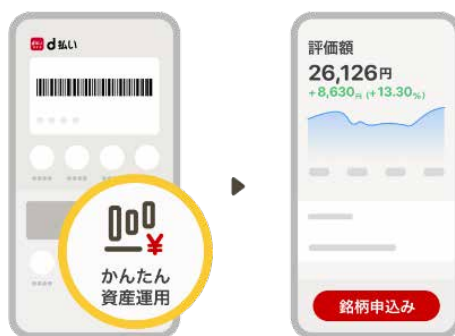 d払い
かんたん
資産運用
評価額
26,126円
+8,630円 (+13.30%)
銘柄申込み